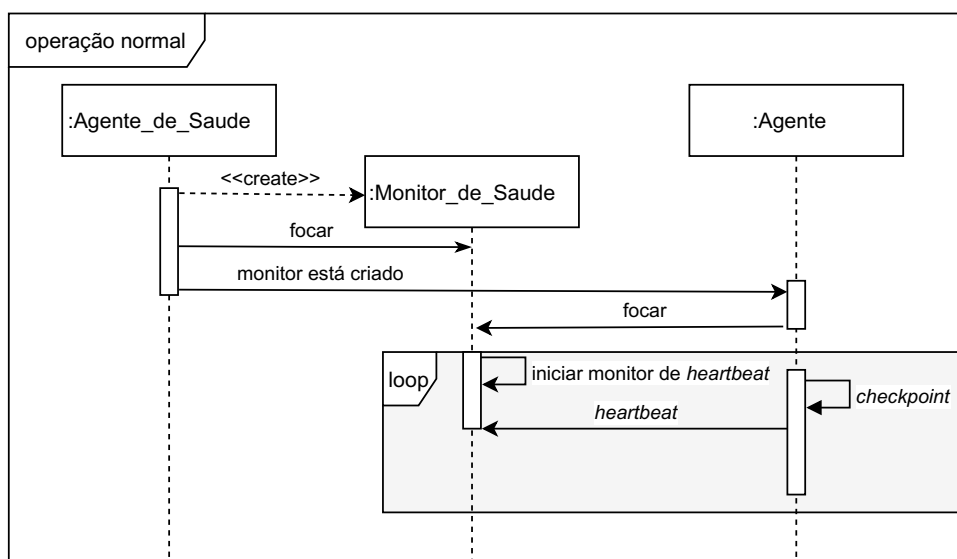 operação normal
:Agente_de_Saude
:Agente
<<create>>
:Monitor_de_Saude
focar
monitor está criado
focar
loop
iniciar monitor de heartbeat
checkpoint
heartbeat